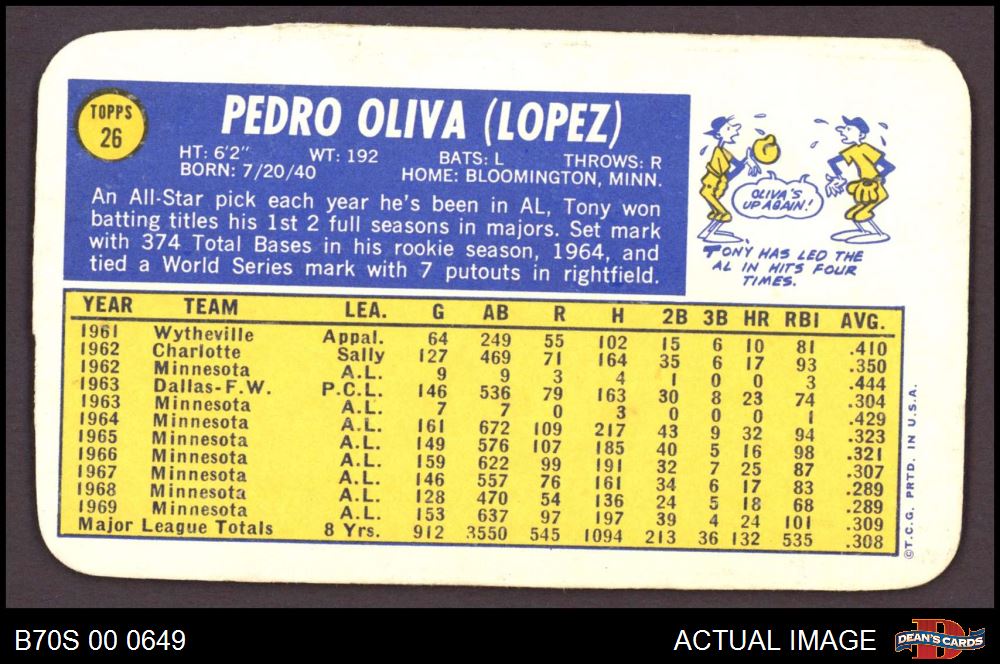 TOPPS
26
PEDRO OLIVA (LOPEZ)
HT: 6'2" WT: 192 BATS: L THROWS: R
BORN: 7/20/40 HOME: BLOOMINGTON, MINN.
An All-Star pick each year he's been in AL, Tony won
batting titles his 1st 2 full seasons in majors. Set mark
with 374 Total Bases in his rookie season, 1964, and
tied a World Series mark with 7 putouts in rightfield.
OLIVA'S
UP AGAIN!
TONY HAS LED THE
AL IN HITS FOUR
TIMES.
YEAR TEAM LEA. G AB R H 2B 3B HR RBI AVG.
1961 Wytheville Appal. 64 249 55 102 15 6 10 81 .410
1962 Charlotte Sally 127 469 71 164 35 6 17 93 .350
1962 Minnesota A.L. 9 9 3 4 1 0 0 3 .444
1963 Dallas-F.W. P.C.L. 146 536 79 163 30 8 23 74 .304
1963 Minnesota A.L. 7 7 0 3 0 0 0 1 .429
1964 Minnesota A.L. 161 672 109 217 43 9 32 94 .323
1965 Minnesota A.L. 149 576 107 185 40 5 16 98 .321
1966 Minnesota A.L. 159 622 99 191 32 7 25 87 .307
1967 Minnesota A.L. 146 557 76 161 34 6 17 83 .289
1968 Minnesota A.L. 128 470 54 136 24 5 18 68 .289
1969 Minnesota A.L. 153 637 97 197 39 4 24 101 .309
Major League Totals 8 Yrs. 912 3550 545 1094 213 36 132 535 .308
©T.C.G. PRTD. IN U.S.A.
B70S 00 0649 ACTUAL IMAGE
DEAN'S CARDS